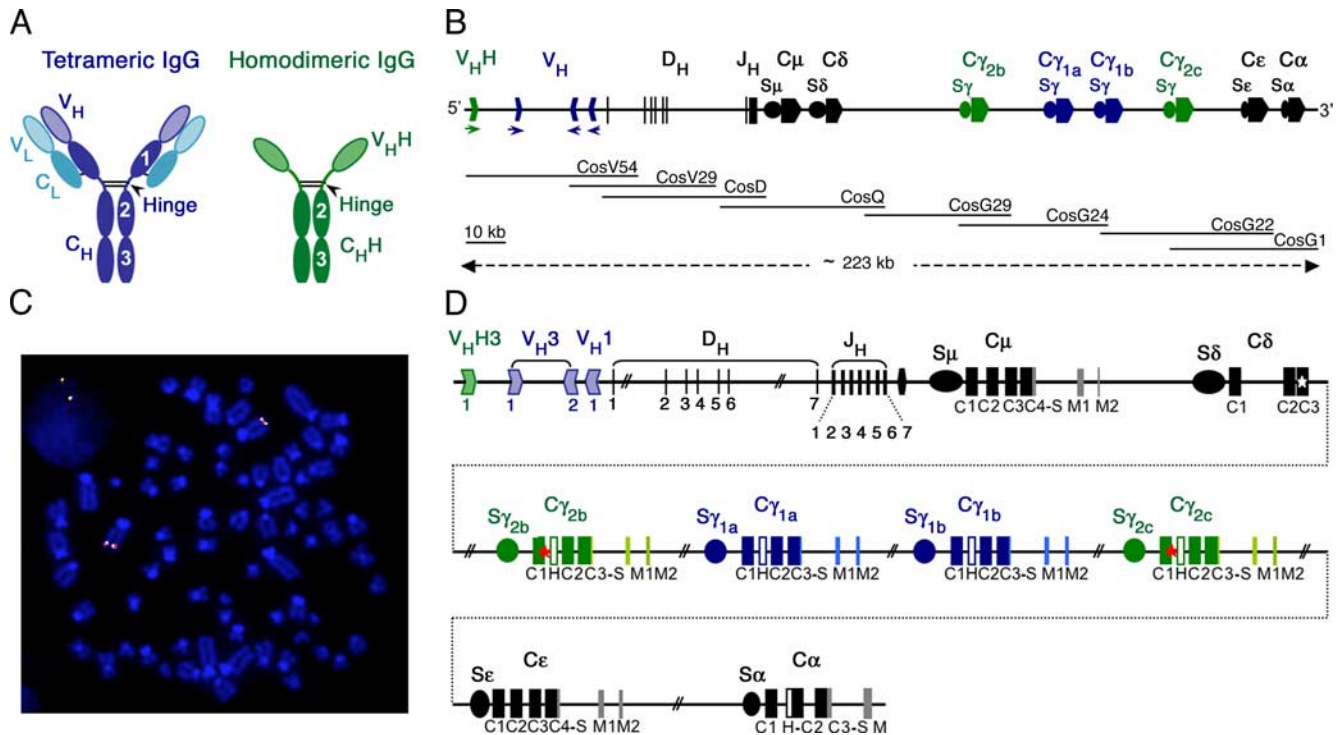 A
Tetrameric IgG
Homodimeric IgG
VH
VL
CL
1
Hinge
2
CH
3
VHH
Hinge
2
CHH
3
B
VHH VH DH JH Cμ Cδ Cγ2b Cγ1a Cγ1b Cγ2c Cε Cα
Sμ Sδ Sγ Sγ Sγ Sγ Sε Sα
5' 3'
CosV54
CosV29
CosD
CosQ
CosG29
CosG24
CosG22
CosG1
10 kb
~ 223 kb
C
D
VHH3 VH3 VH1 DH JH Sμ Cμ Sδ Cδ
1 1 2 1 1 2 3 4 5 6 7
C1C2 C3C4-S M1 M2 C1 C2C3
1 2 3 4 5 6 7
Sγ2b Cγ2b Sγ1a Cγ1a Sγ1b Cγ1b Sγ2c Cγ2c
C1HC2C3-S M1M2 C1HC2C3-S M1M2 C1HC2C3-S M1M2 C1HC2C3-S M1M2
Sε Cε Sα Cα
C1C2C3C4-S M1M2 C1 H-C2 C3-S M